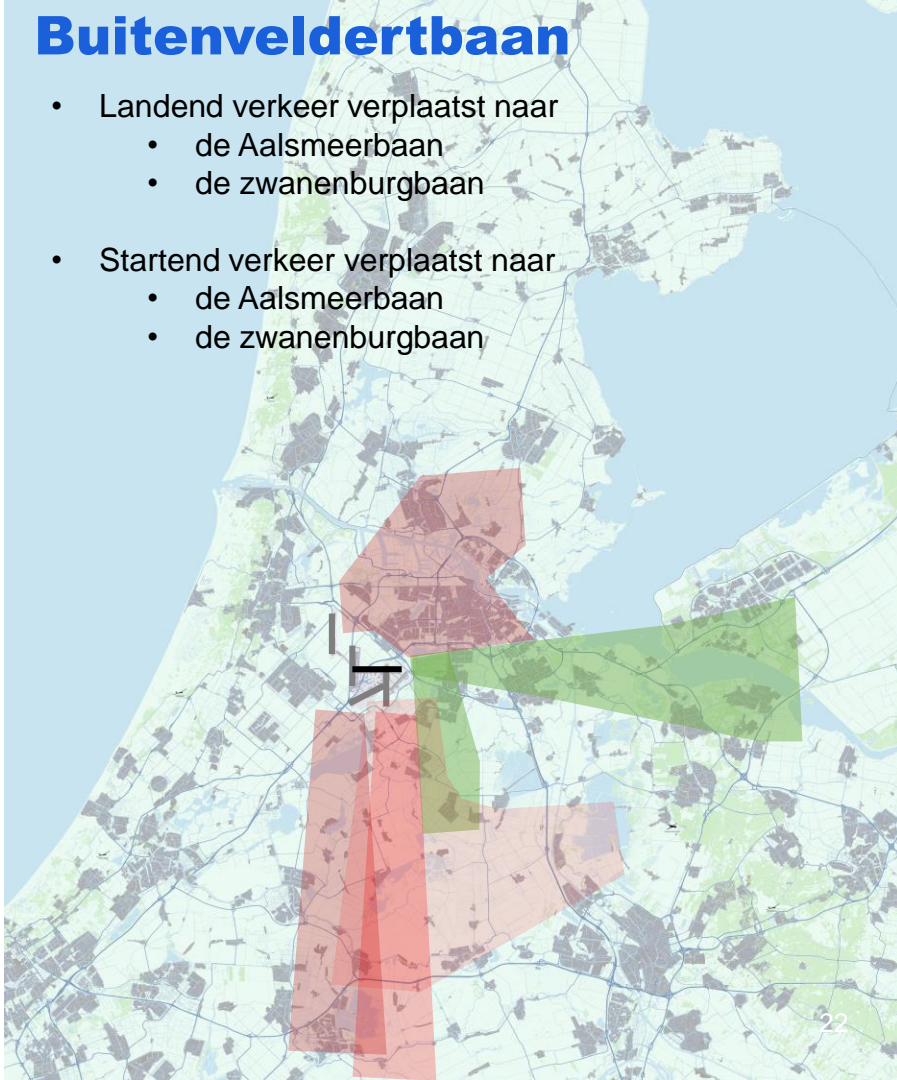 Buitenveldertbaan
• Landend verkeer verplaatst naar
• de Aalsmeerbaan
• de zwanenburgbaan
• Startend verkeer verplaatst naar
• de Aalsmeerbaan
• de zwanenburgbaan
22